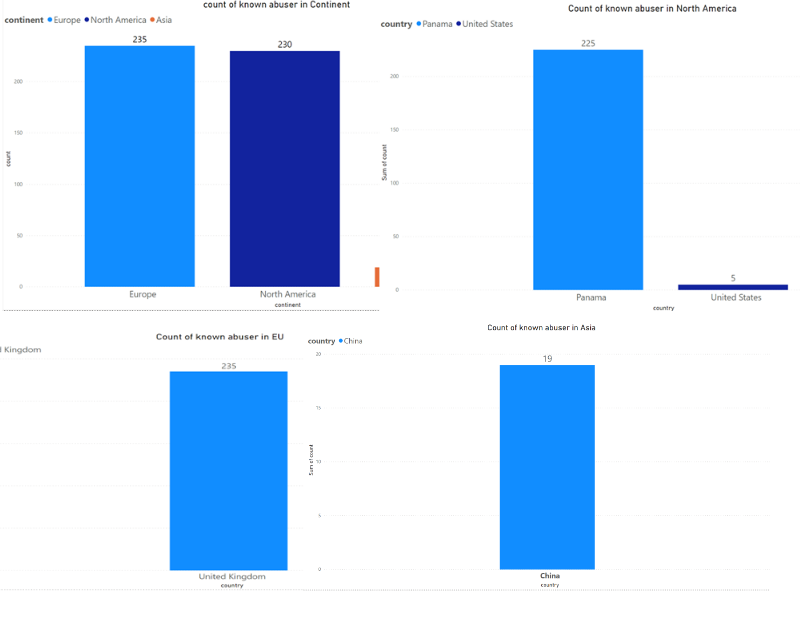 count of known abuser in Continent
continent Europe North America Asia
235
230
200
150
100
50
0
count
Europe
North America
continent
Count of known abuser in North America
country Panama United States
225
5
200
150
100
50
0
Sum of count
Panama
United States
country
Count of known abuser in EU
l Kingdom
235
United Kingdom
country
Count of known abuser in Asia
country China
19
20
15
10
5
0
Sum of count
China
country